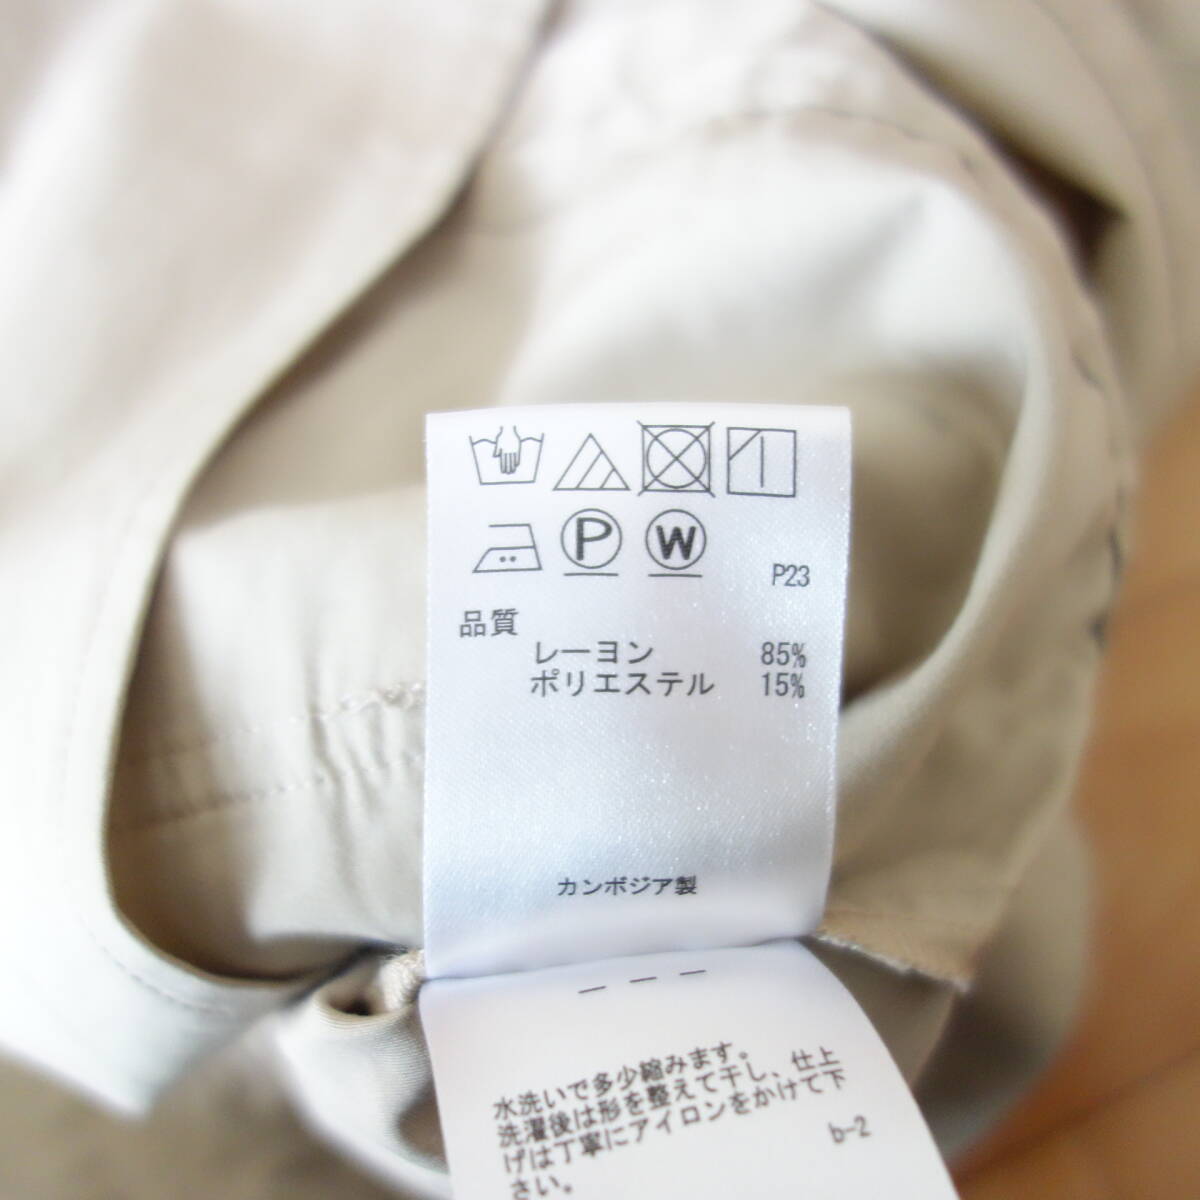 P
W
P23
品質
レーヨン 85%
ポリエステル 15%
カンボジア製
水洗いで多少縮みます。
洗濯後は形を整えて干し、仕上
げは丁寧にアイロンをかけて下
さい。
b-2